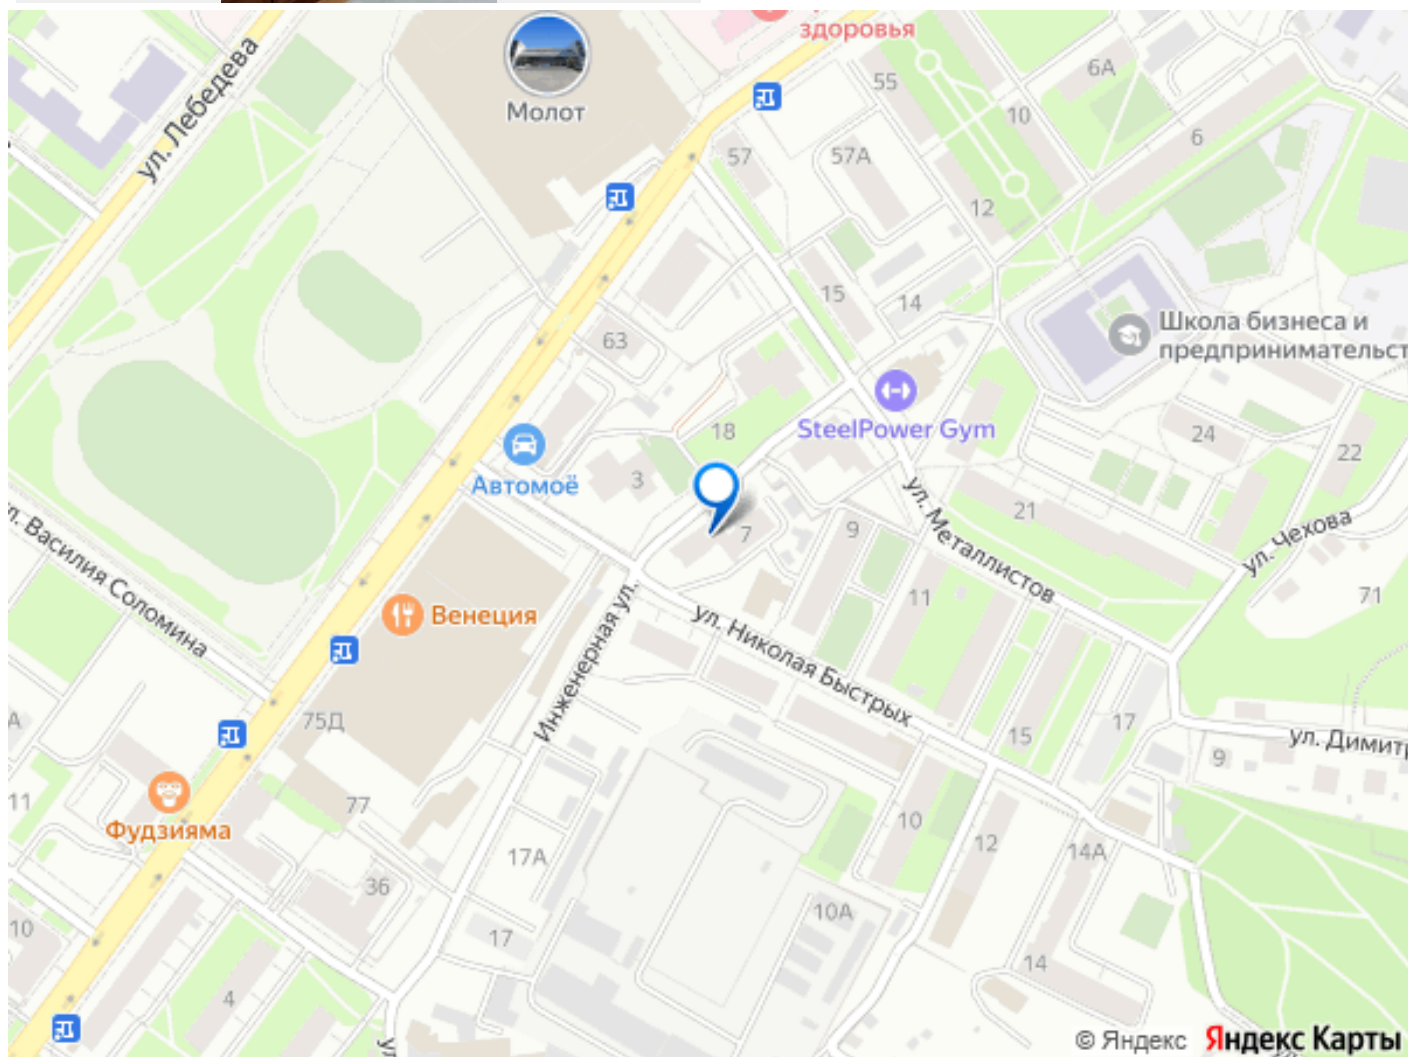 здоровья
ул. Лебедева
Молот
55
6А
10
6
57
57А
12
15
14
63
Школа бизнеса и
предпринимательст
SteelPower Gym
18
24
22
Автомоё
3
ул. Металлистов
21
ул. Чехова
л. Василия Соломина
7
9
11
71
Венеция
Инженерная ул.
ул. Николая Быстрых
75Д
15
17
9
ул. Димитр
А
11
Фудзияма
77
10
12
14А
17А
36
10А
10
17
14
4
ул
© Яндекс Яндекс Карты